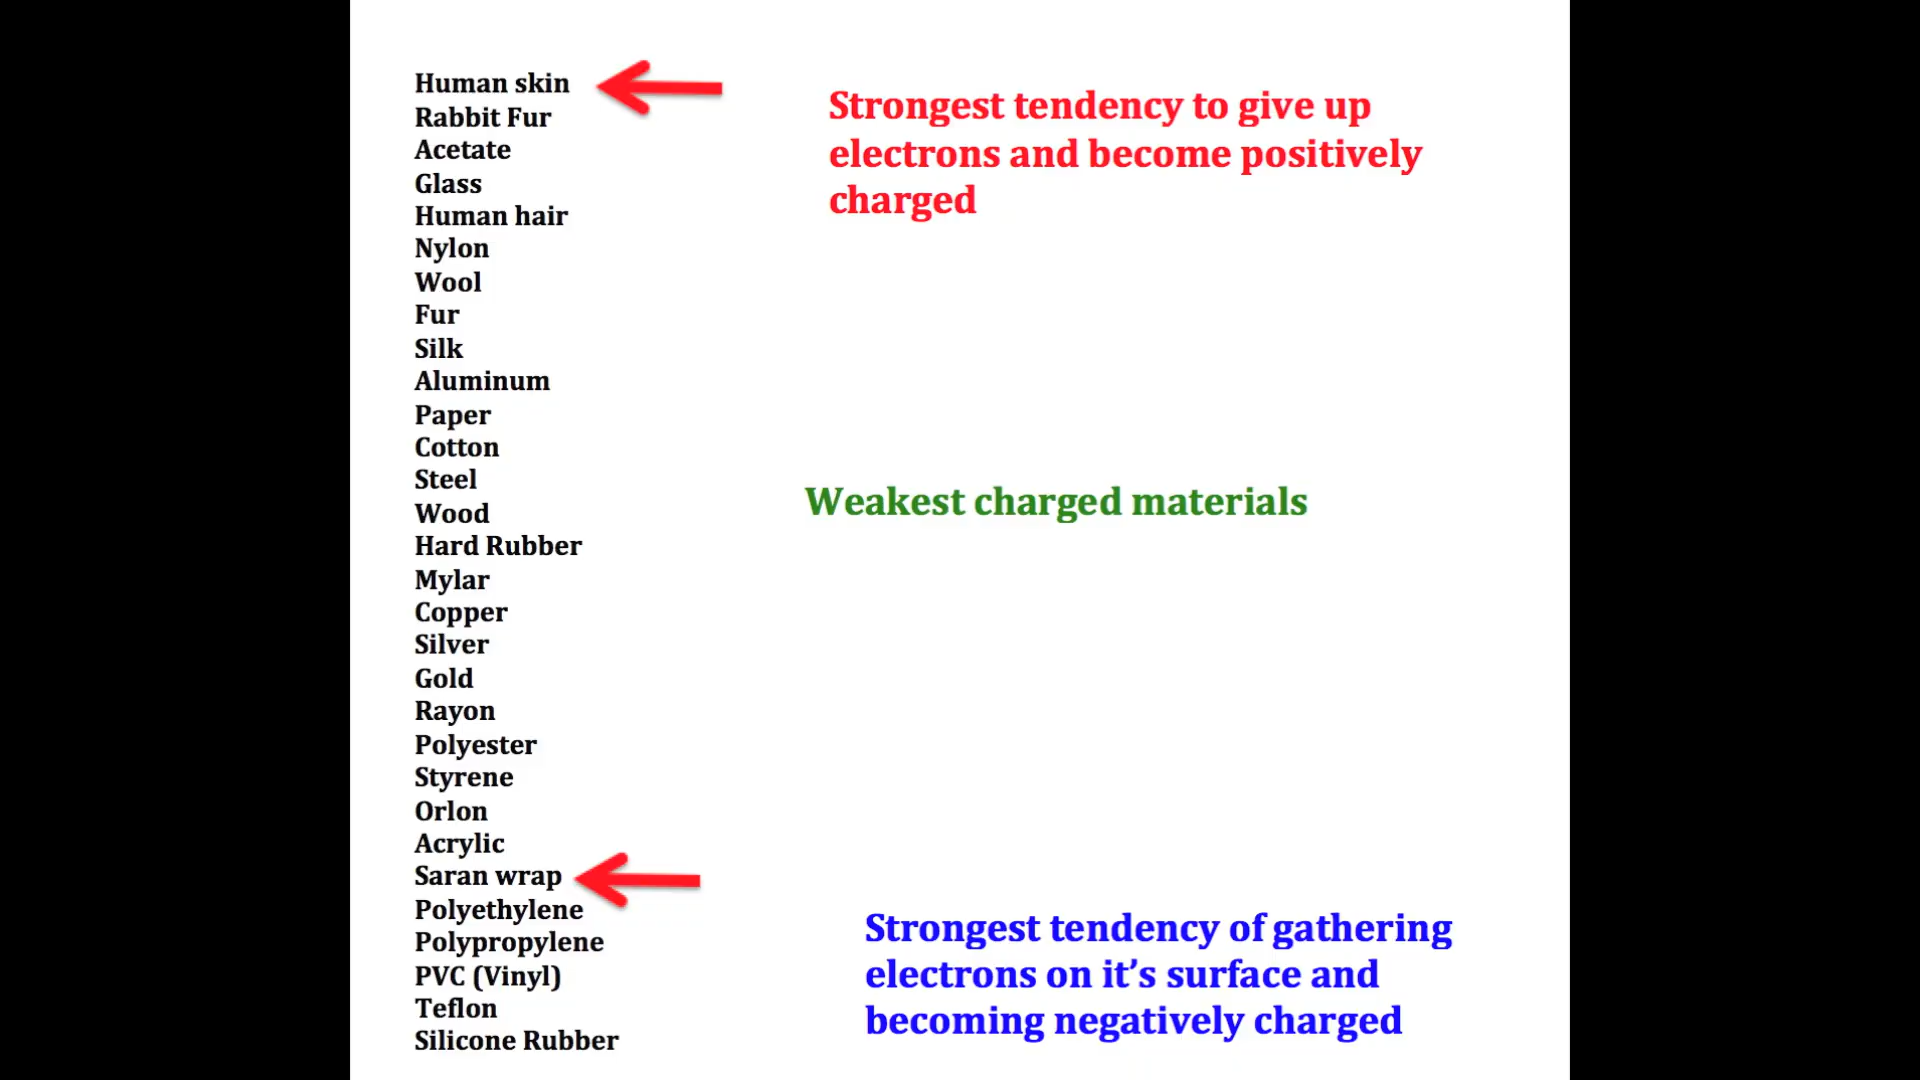 Human skin
Rabbit Fur
Acetate
Glass
Human hair
Nylon
Wool
Fur
Silk
Aluminum
Paper
Cotton
Steel
Wood
Hard Rubber
Mylar
Copper
Silver
Gold
Rayon
Polyester
Styrene
Orlon
Acrylic
Saran wrap
Polyethylene
Polypropylene
PVC (Vinyl)
Teflon
Silicone Rubber
Strongest tendency to give up
electrons and become positively
charged
Weakest charged materials
Strongest tendency of gathering
electrons on it’s surface and
becoming negatively charged